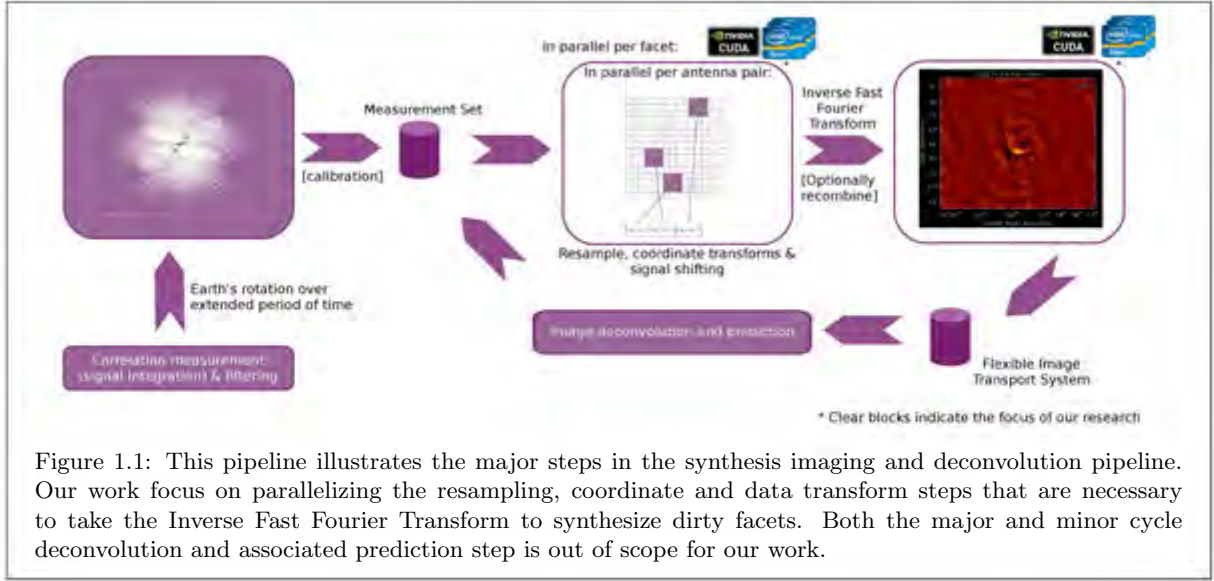 In parallel per facet:
NVIDIA
CUDA
NVIDIA
CUDA
In parallel per antenna pair:
Measurement Set
[calibration]
Inverse Fast
Fourier
Transform
[Optionally
recombine]
Resample, coordinate transforms &
signal shifting
Earth's rotation over
extended period of time
Correlation measurement
(signal integration) & filtering
Image deconvolution and prediction
Flexible Image
Transport System
* Clear blocks indicate the focus of our research
Figure 1.1: This pipeline illustrates the major steps in the synthesis imaging and deconvolution pipeline.
Our work focus on parallelizing the resampling, coordinate and data transform steps that are necessary
to take the Inverse Fast Fourier Transform to synthesize dirty facets. Both the major and minor cycle
deconvolution and associated prediction step is out of scope for our work.